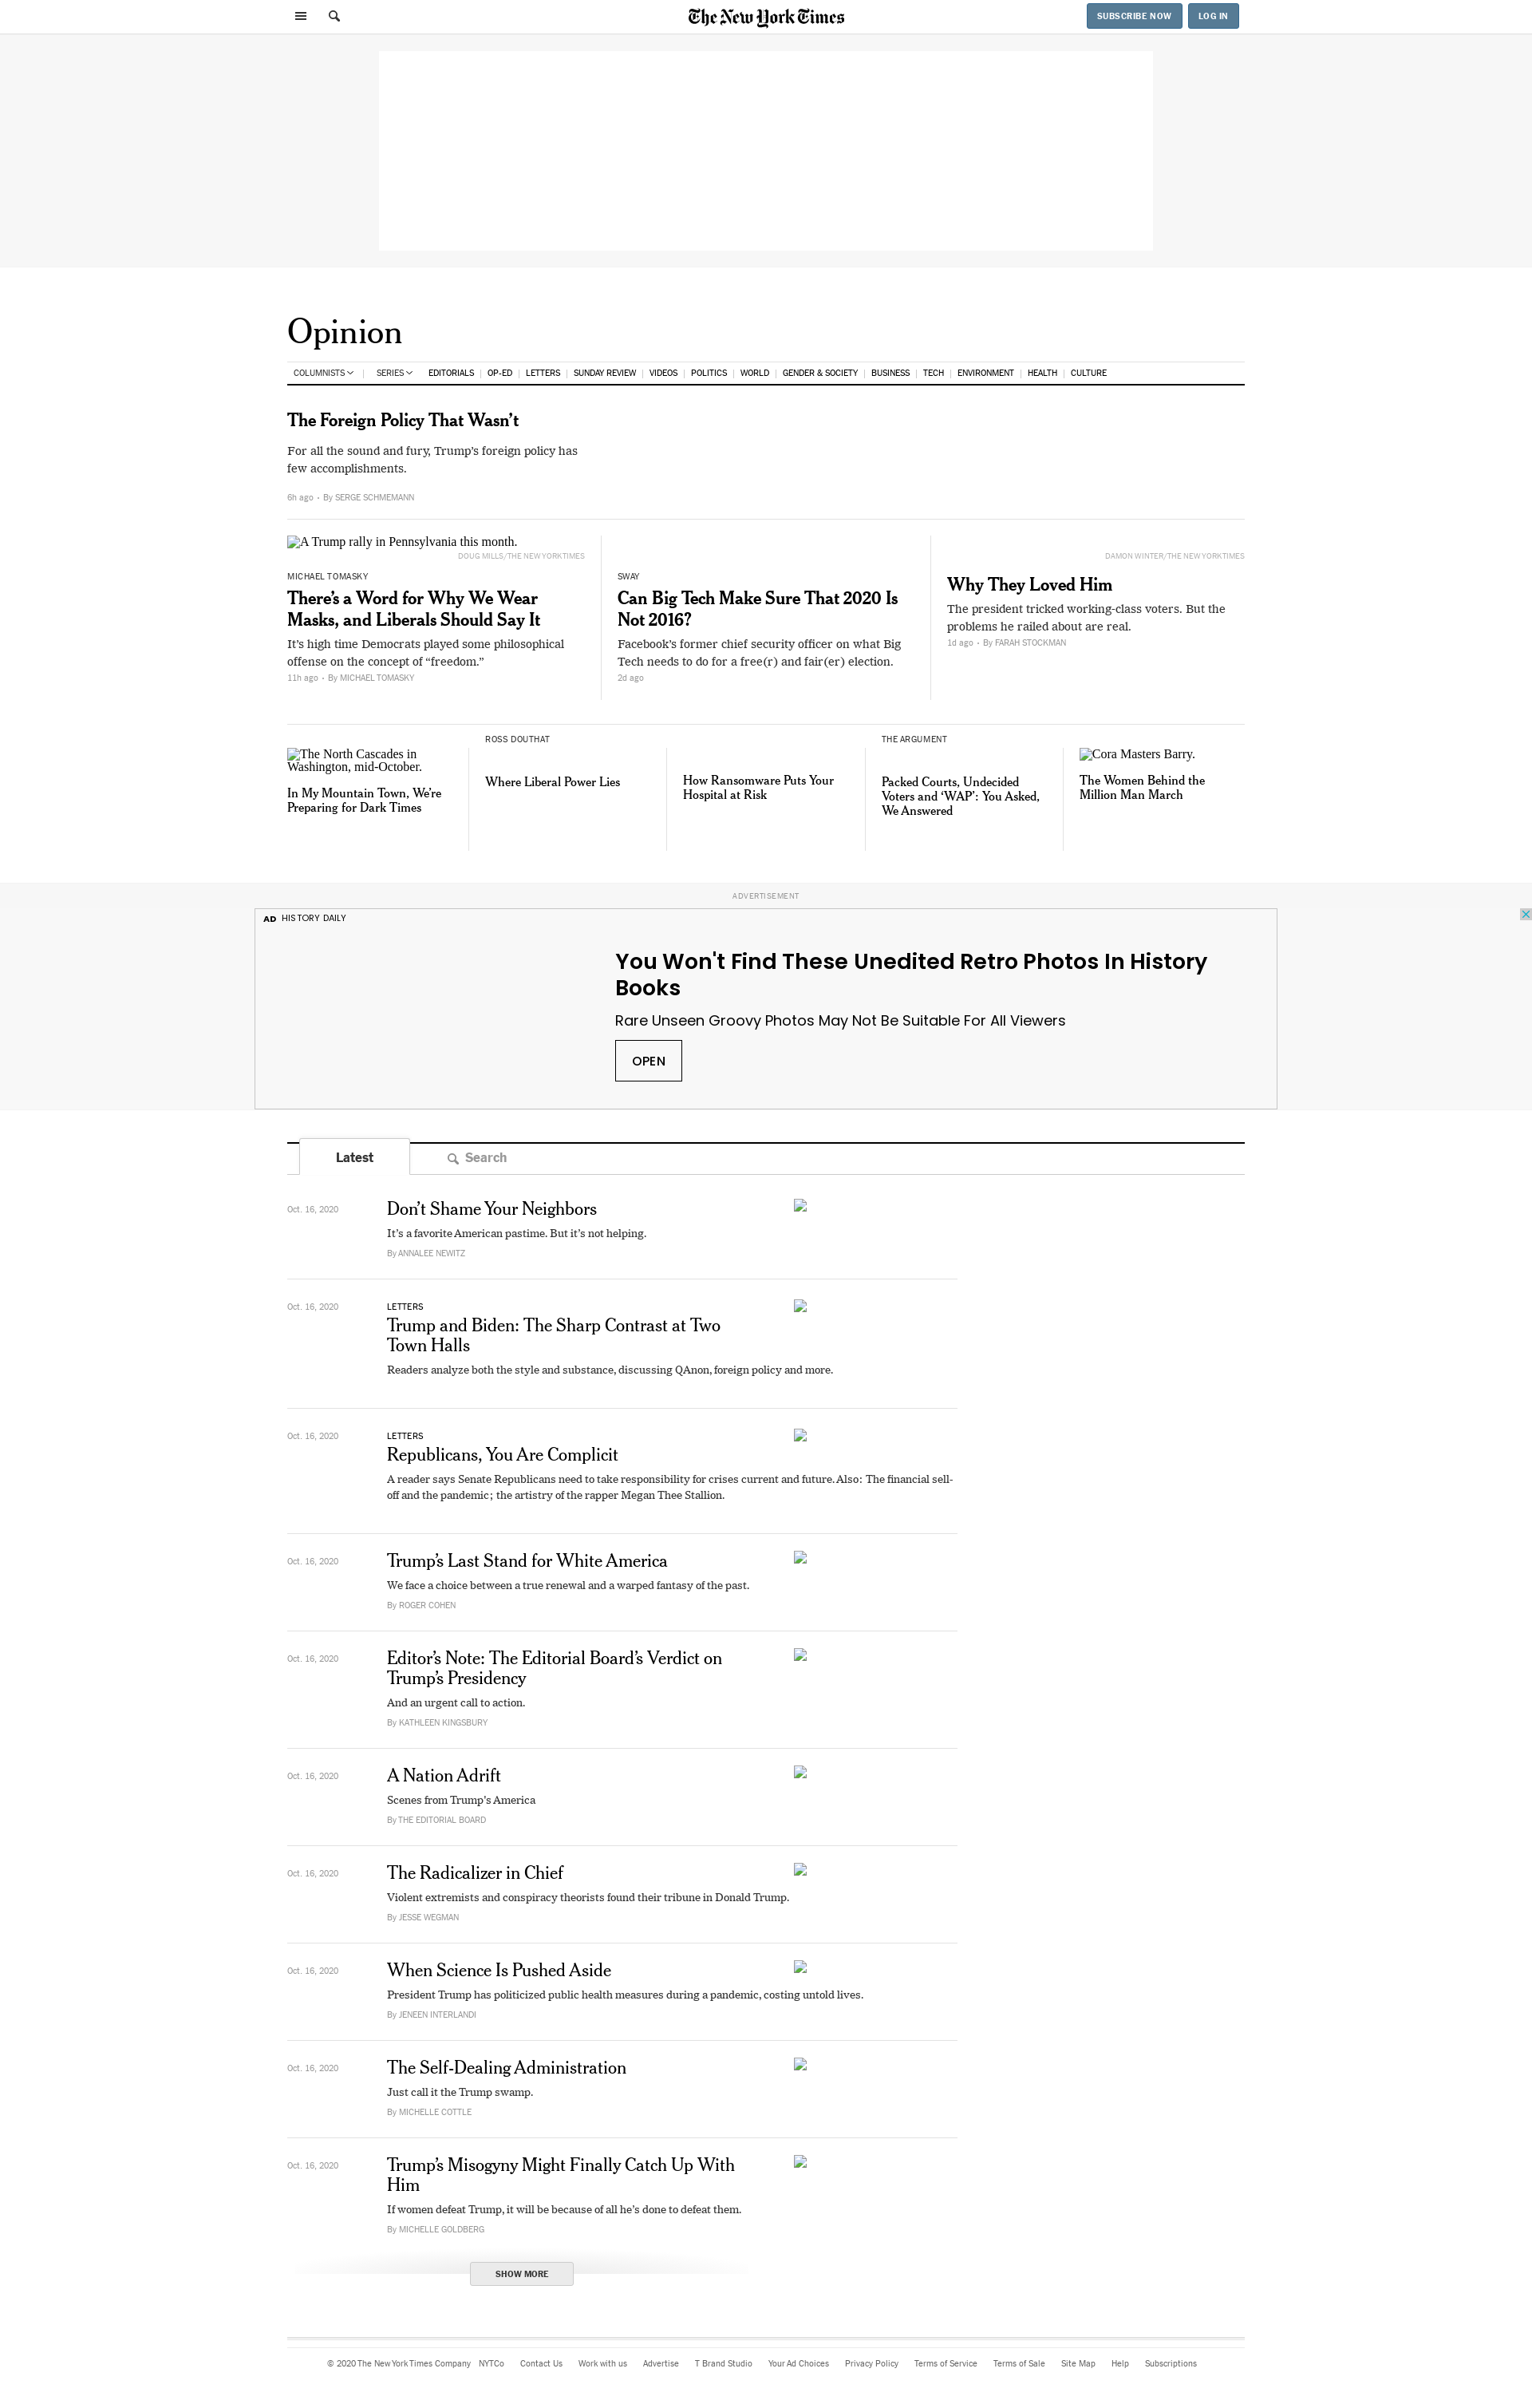 The New York Times
SUBSCRIBE NOW
LOG IN
Opinion
COLUMNISTS
SERIES
EDITORIALS
OP-ED
LETTERS
SUNDAY REVIEW
VIDEOS
POLITICS
WORLD
GENDER & SOCIETY
BUSINESS
TECH
ENVIRONMENT
HEALTH
CULTURE
The Foreign Policy That Wasn’t
For all the sound and fury, Trump’s foreign policy has
few accomplishments.
6h ago • By SERGE SCHMEMANN
A Trump rally in Pennsylvania this month.
DOUG MILLS/THE NEW YORK TIMES
MICHAEL TOMASKY
There’s a Word for Why We Wear
Masks, and Liberals Should Say It
It’s high time Democrats played some philosophical
offense on the concept of “freedom.”
11h ago • By MICHAEL TOMASKY
SWAY
Can Big Tech Make Sure That 2020 Is
Not 2016?
Facebook’s former chief security officer on what Big
Tech needs to do for a free(r) and fair(er) election.
2d ago
DAMON WINTER/THE NEW YORK TIMES
Why They Loved Him
The president tricked working-class voters. But the
problems he railed about are real.
1d ago • By FARAH STOCKMAN
The North Cascades in
Washington, mid-October.
In My Mountain Town, We’re
Preparing for Dark Times
ROSS DOUTHAT
Where Liberal Power Lies
How Ransomware Puts Your
Hospital at Risk
THE ARGUMENT
Packed Courts, Undecided
Voters and ‘WAP’: You Asked,
We Answered
Cora Masters Barry.
The Women Behind the
Million Man March
ADVERTISEMENT
AD HISTORY DAILY
You Won't Find These Unedited Retro Photos In History
Books
Rare Unseen Groovy Photos May Not Be Suitable For All Viewers
OPEN
Latest
Search
Oct. 16, 2020
Don’t Shame Your Neighbors
It’s a favorite American pastime. But it’s not helping.
By ANNALEE NEWITZ
Oct. 16, 2020
LETTERS
Trump and Biden: The Sharp Contrast at Two
Town Halls
Readers analyze both the style and substance, discussing QAnon, foreign policy and more.
Oct. 16, 2020
LETTERS
Republicans, You Are Complicit
A reader says Senate Republicans need to take responsibility for crises current and future. Also: The financial sell-
off and the pandemic; the artistry of the rapper Megan Thee Stallion.
Oct. 16, 2020
Trump’s Last Stand for White America
We face a choice between a true renewal and a warped fantasy of the past.
By ROGER COHEN
Oct. 16, 2020
Editor’s Note: The Editorial Board’s Verdict on
Trump’s Presidency
And an urgent call to action.
By KATHLEEN KINGSBURY
Oct. 16, 2020
A Nation Adrift
Scenes from Trump’s America
By THE EDITORIAL BOARD
Oct. 16, 2020
The Radicalizer in Chief
Violent extremists and conspiracy theorists found their tribune in Donald Trump.
By JESSE WEGMAN
Oct. 16, 2020
When Science Is Pushed Aside
President Trump has politicized public health measures during a pandemic, costing untold lives.
By JENEEN INTERLANDI
Oct. 16, 2020
The Self-Dealing Administration
Just call it the Trump swamp.
By MICHELLE COTTLE
Oct. 16, 2020
Trump’s Misogyny Might Finally Catch Up With
Him
If women defeat Trump, it will be because of all he’s done to defeat them.
By MICHELLE GOLDBERG
SHOW MORE
© 2020 The New York Times Company
NYTCo
Contact Us
Work with us
Advertise
T Brand Studio
Your Ad Choices
Privacy Policy
Terms of Service
Terms of Sale
Site Map
Help
Subscriptions